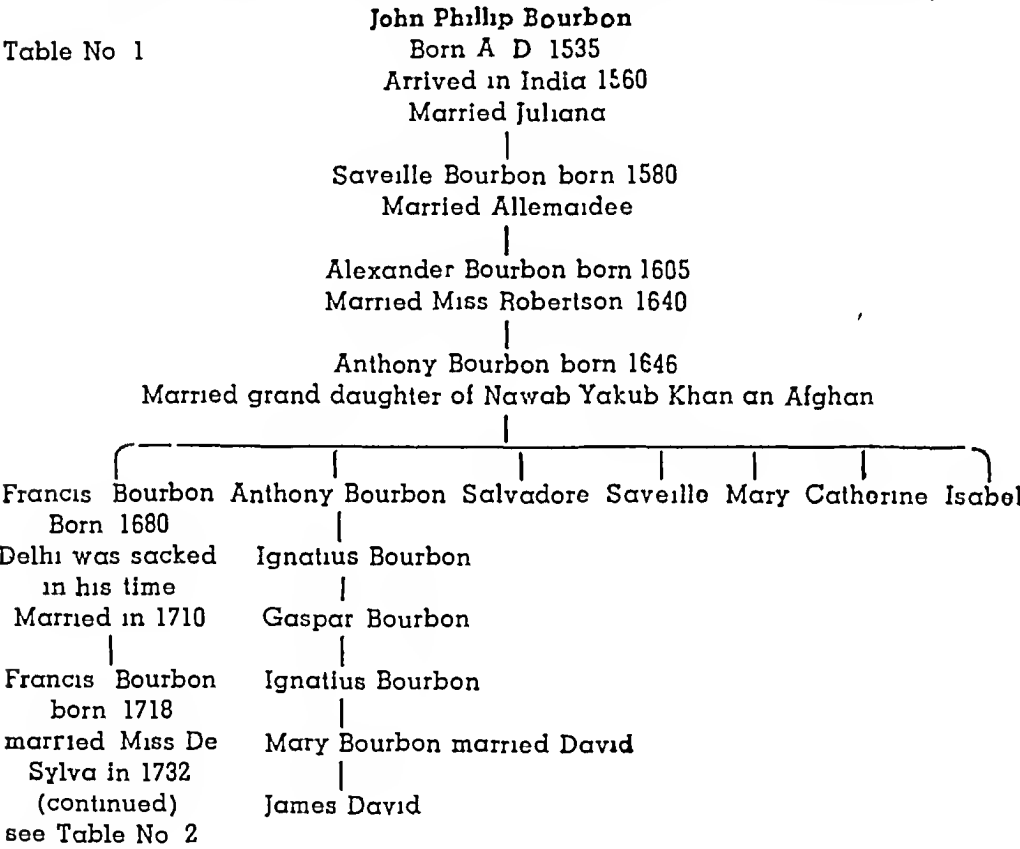 John Phillip Bourbon
Table No 1
Born A D 1535
Arrived in India 1560
Married Juliana
Saveille Bourbon born 1580
Married Allemaidee
Alexander Bourbon born 1605
Married Miss Robertson 1640
Anthony Bourbon born 1646
Married grand daughter of Nawab Yakub Khan an Afghan
Francis Bourbon Anthony Bourbon Salvadore Saveille Mary Catherine Isabel
Born 1680
Delhi was sacked Ignatius Bourbon
in his time
Married in 1710 Gaspar Bourbon
Francis Bourbon Ignatius Bourbon
born 1718
married Miss De Mary Bourbon married David
Sylva in 1732
(continued) James David
see Table No 2